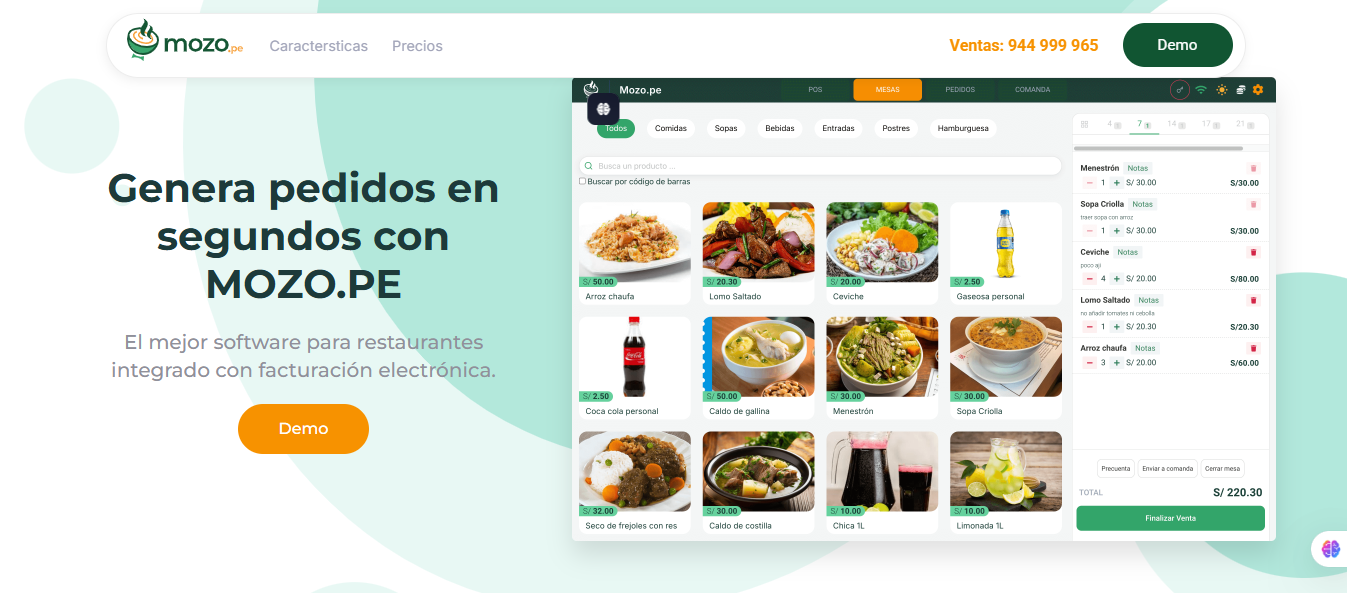 mozo.pe
Caractersticas
Precios
Ventas: 944 999 965
Demo
Genera pedidos en
segundos con
MOZO.PE
El mejor software para restaurantes
integrado con facturación electrónica.
Demo
Mozo.pe
POS
MESAS
PEDIDOS
COMANDA
Todos
Comidas
Sopas
Bebidas
Entradas
Postres
Hamburguesa
Busca un producto ...
Buscar por código de barras
S/ 50.00
Arroz chaufa
S/ 20.30
Lomo Saltado
S/ 20.00
Ceviche
S/ 2.50
Gaseosa personal
S/ 2.50
Coca cola personal
S/ 50.00
Caldo de gallina
S/ 30.00
Menestrón
S/ 30.00
Sopa Criolla
S/ 32.00
Seco de frejoles con res
S/ 30.00
Caldo de costilla
S/ 10.00
Chica 1L
S/ 10.00
Limonada 1L
4 7 14 17 21
Menestrón Notas
− 1 + S/ 30.00 S/30.00
Sopa Criolla Notas
traer sopa con arroz
− 1 + S/ 30.00 S/30.00
Ceviche Notas
poco aji
− 4 + S/ 20.00 S/80.00
Lomo Saltado Notas
no añadir tomates ni cebolla
− 1 + S/ 20.30 S/20.30
Arroz chaufa Notas
− 3 + S/ 20.00 S/60.00
Precuenta
Enviar a comanda
Cerrar mesa
TOTAL S/ 220.30
Finalizar Venta